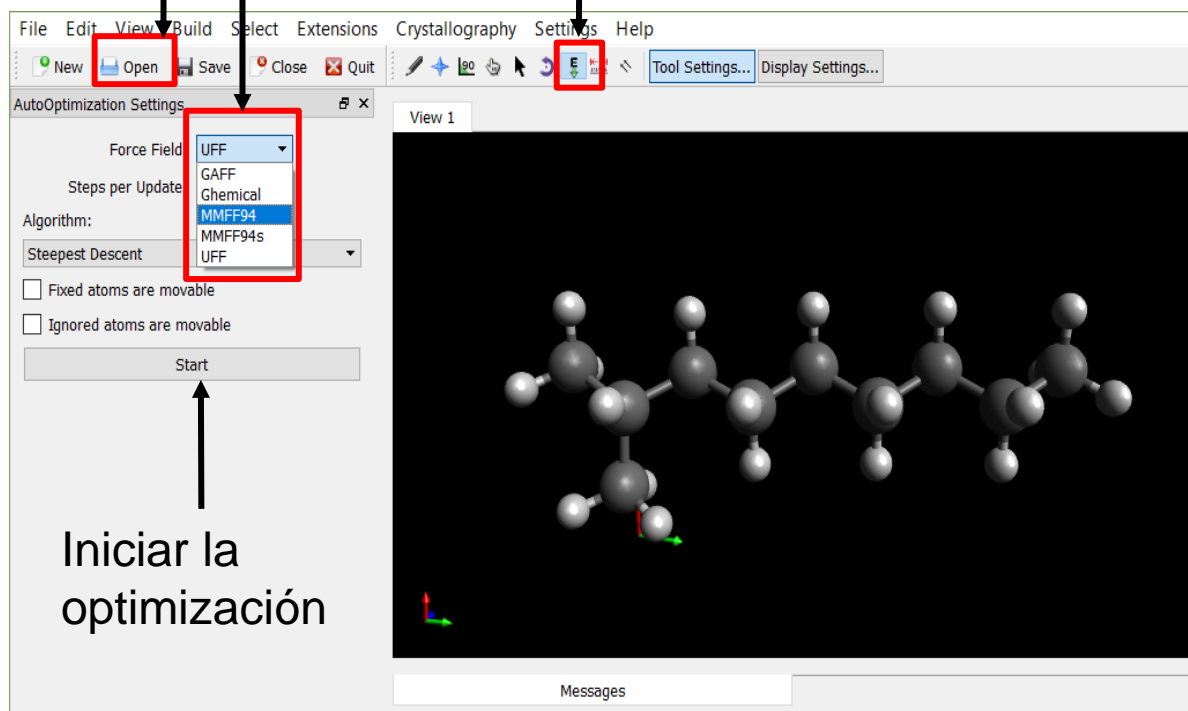 File Edit View Build Select Extensions Crystallography Settings Help
New Open Save Close Quit E Tool Settings... Display Settings...
AutoOptimization Settings
View 1
Force Field UFF
GAFF
Steps per Update
Ghemical
Algorithm:
MMFF94
MMFF94s
Steepest Descent
UFF
Fixed atoms are movable
Ignored atoms are movable
Start
Iniciar la
optimización
Messages